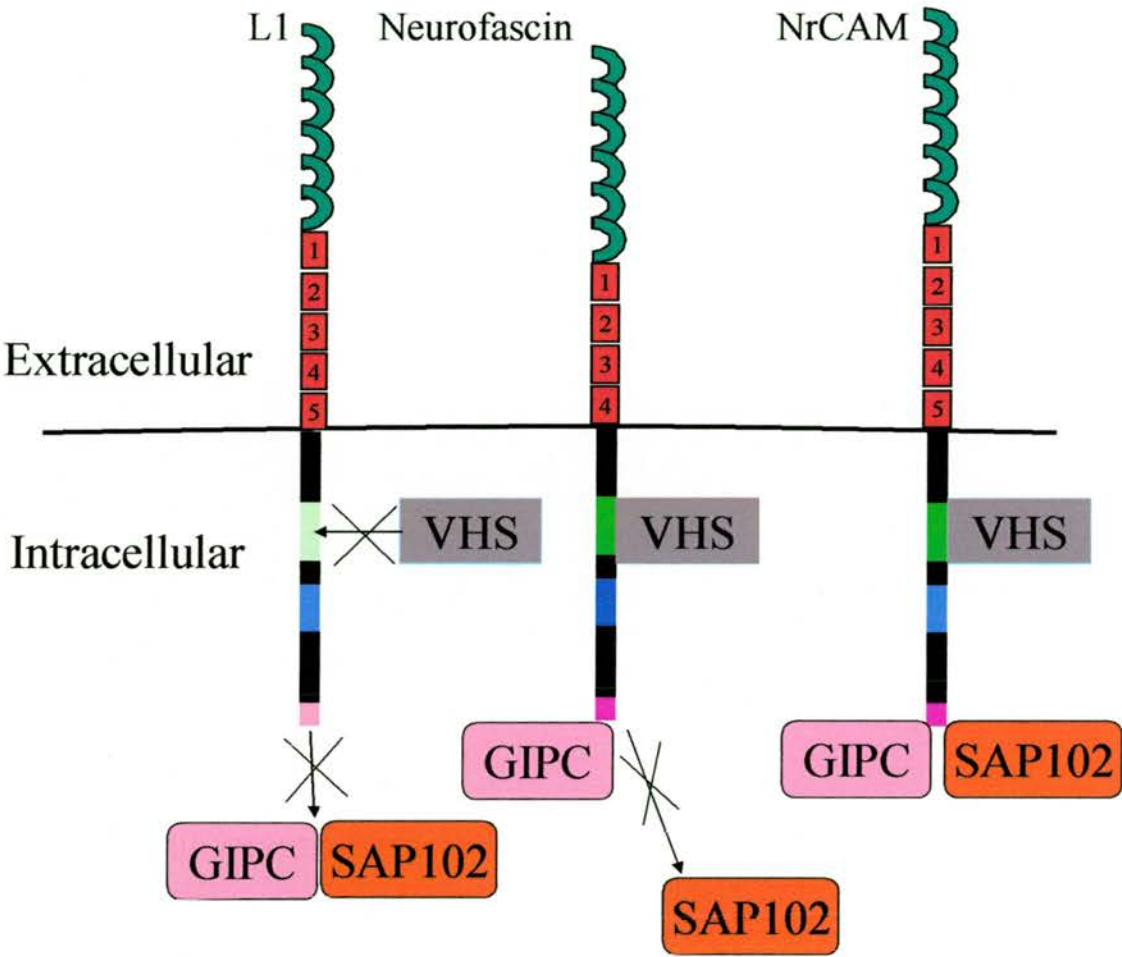 L1
Neurofascin
NrCAM
1
2
3
4
5
1
2
3
4
1
2
3
4
5
Extracellular
Intracellular
VHS
VHS
VHS
GIPC
GIPC
SAP102
GIPC
SAP102
SAP102